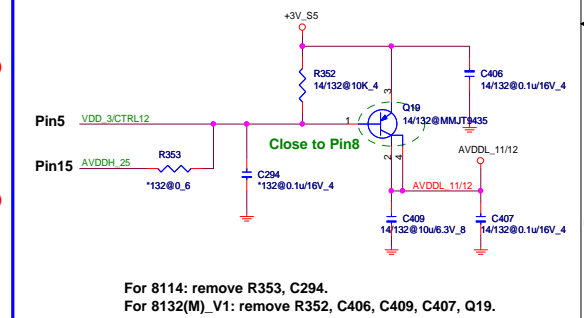 +3V_S5
R352
14/132@10K_4
3
C406
14/132@0.1u/16V_4
Q19
14/132@MMJT9435
Pin5
VDD_3/CTRL12
1
Close to Pin8
AVDDL_11/12
Pin15
AVDDH_25
R353
*132@0_6
C294
*132@0.1u/16V_4
2
4
AVDDL_11/12
C409
14/132@10u/6.3V_8
C407
14/132@0.1u/16V_4
For 8114: remove R353, C294.
For 8132(M)_V1: remove R352, C406, C409, C407, Q19.